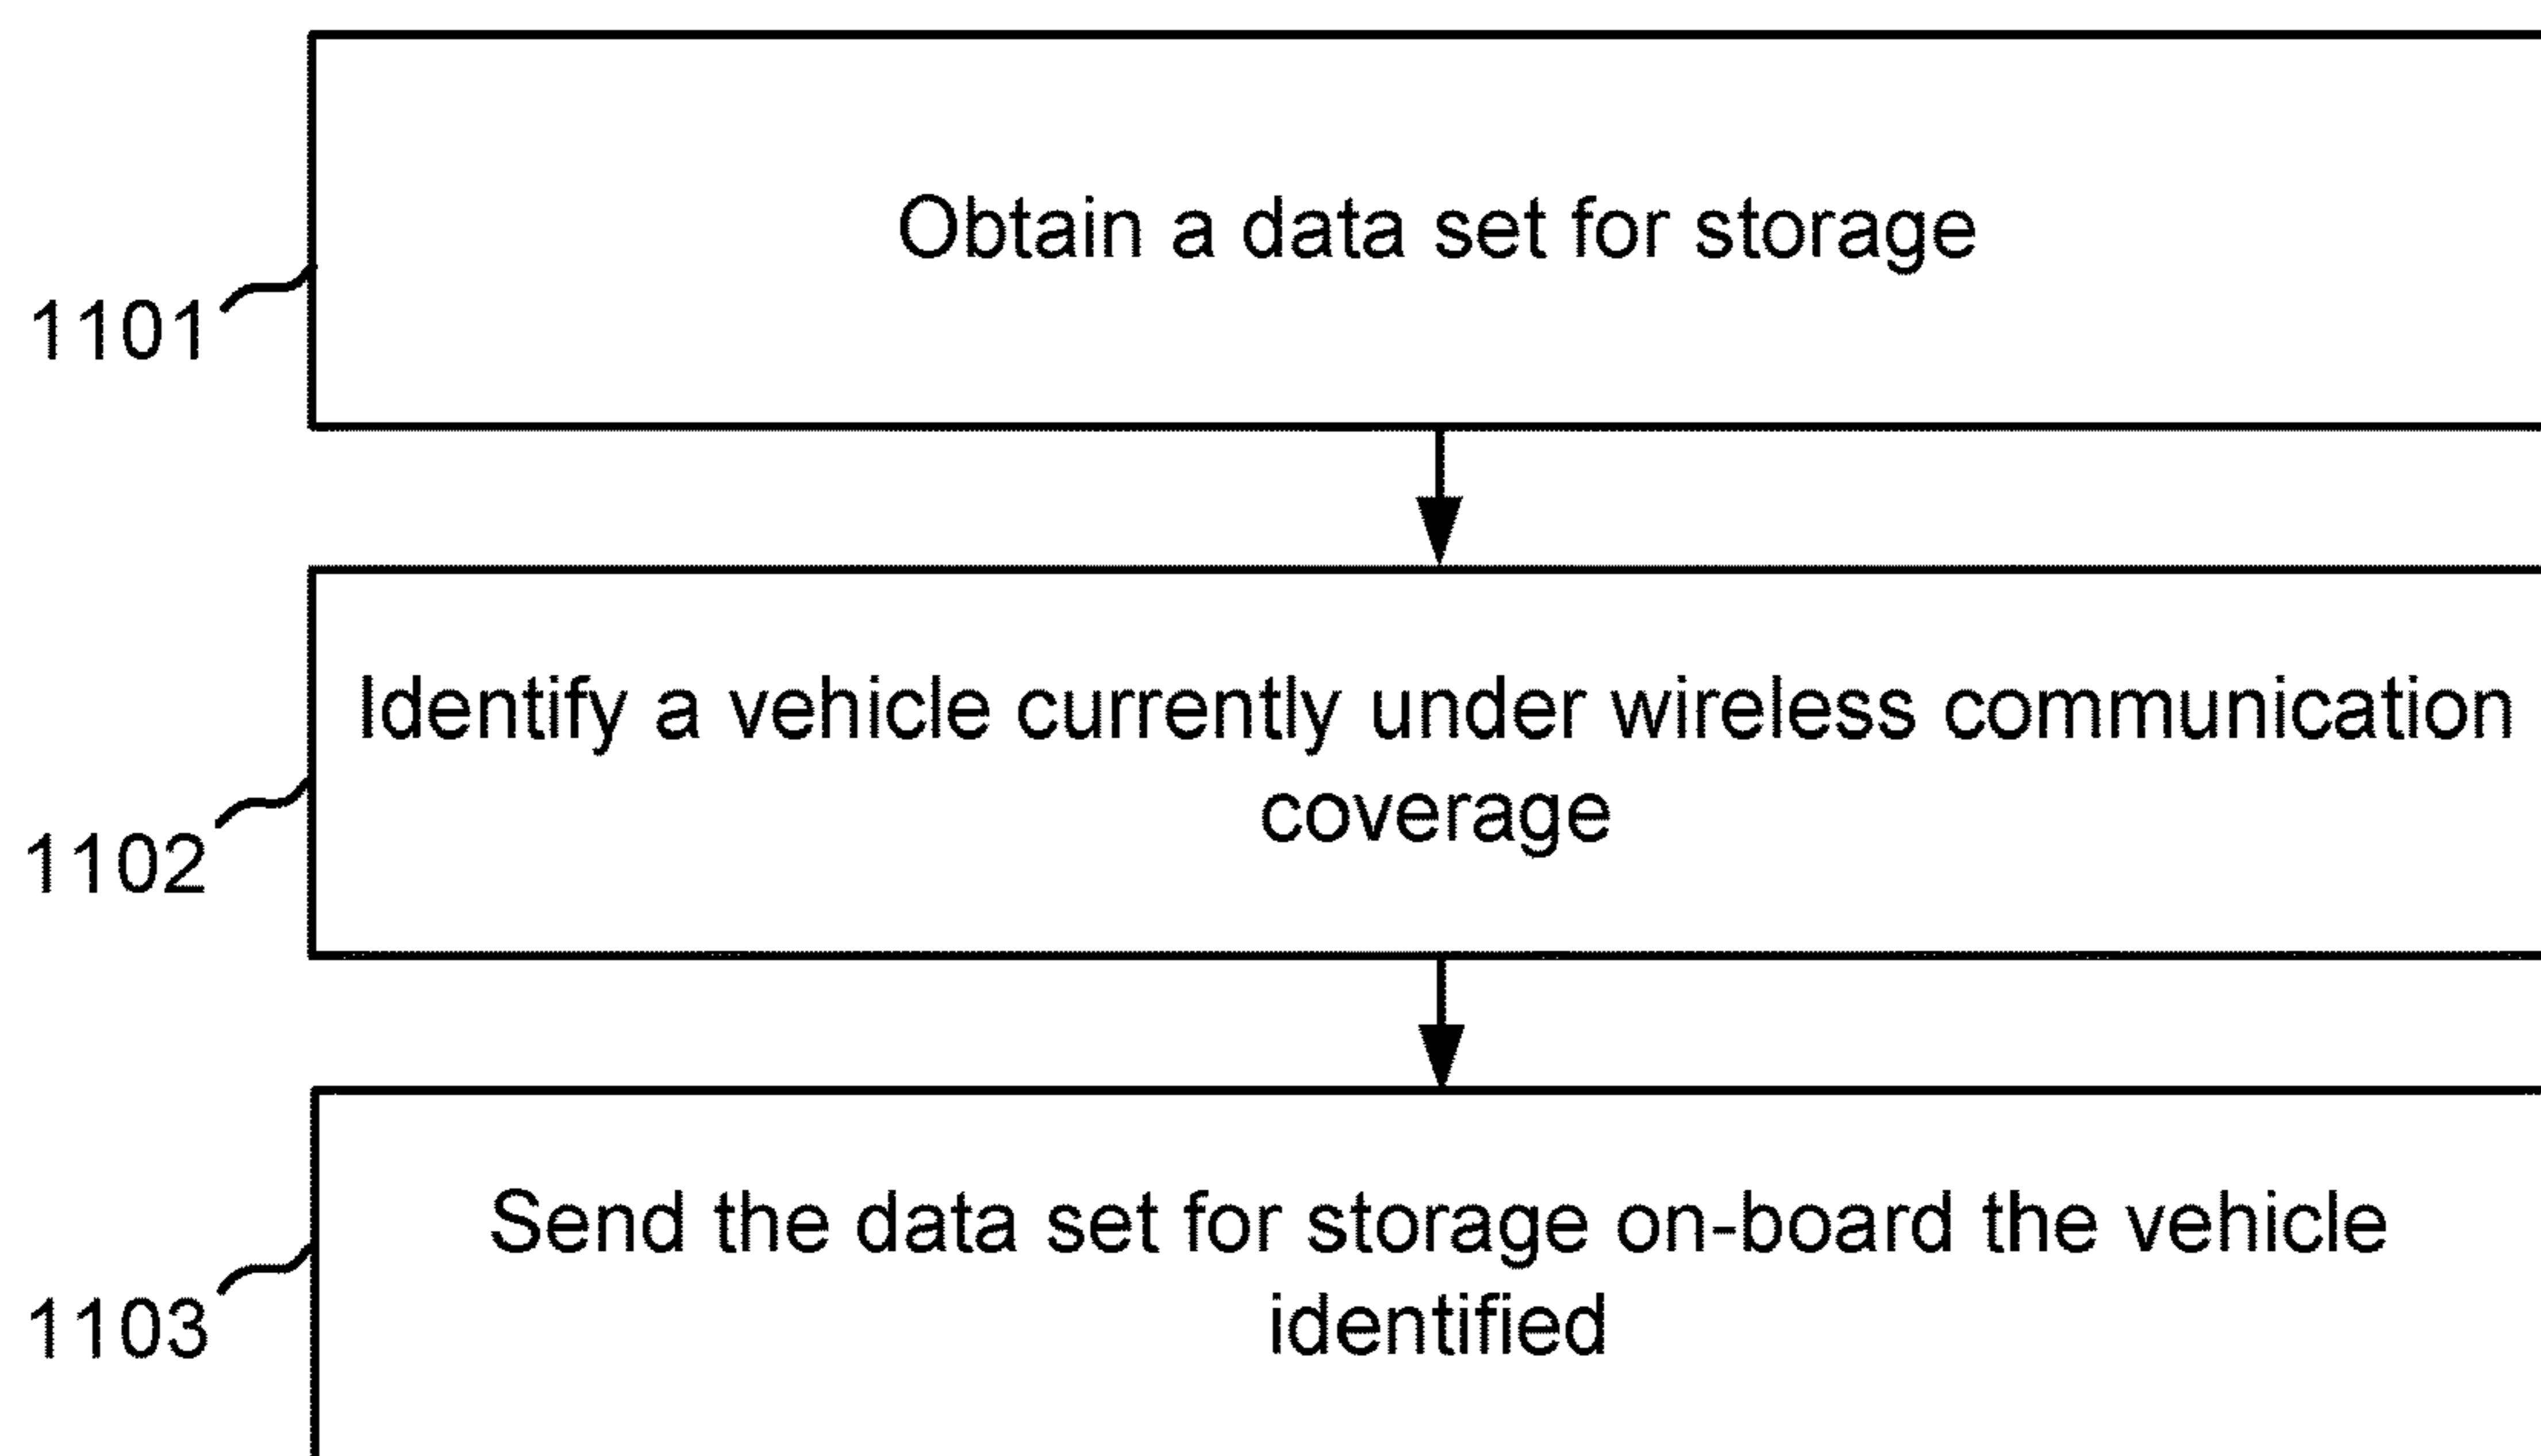 Obtain a data set for storage
1101
Identify a vehicle currently under wireless communication
coverage
1102
Send the data set for storage on-board the vehicle
identified
1103